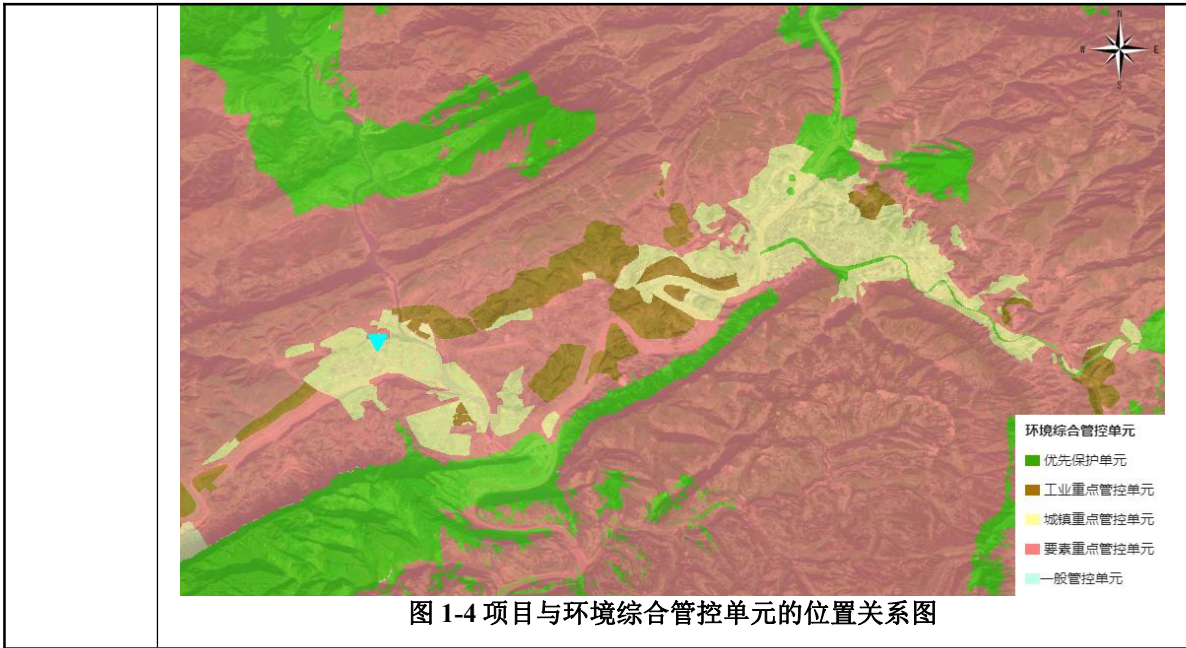 N
W
E
S
环境综合管控单元
优先保护单元
工业重点管控单元
城镇重点管控单元
要素重点管控单元
一般管控单元
图 1-4 项目与环境综合管控单元的位置关系图